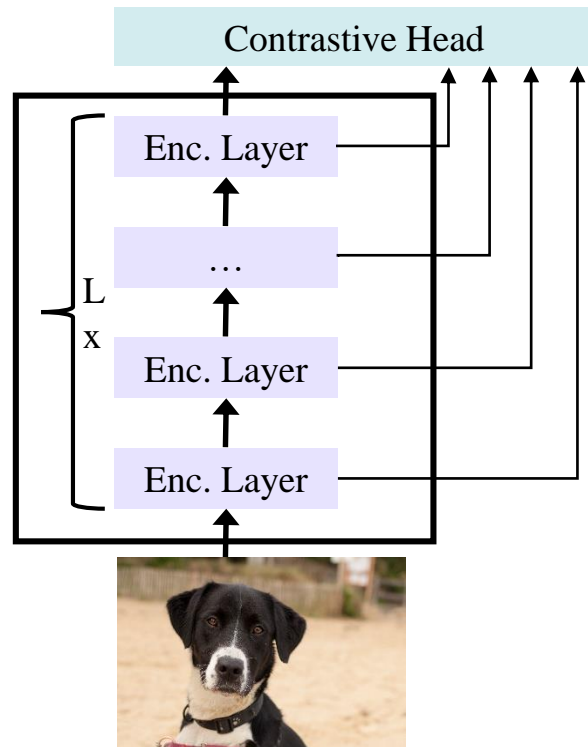 Contrastive Head
Enc. Layer
…
L
x
Enc. Layer
Enc. Layer